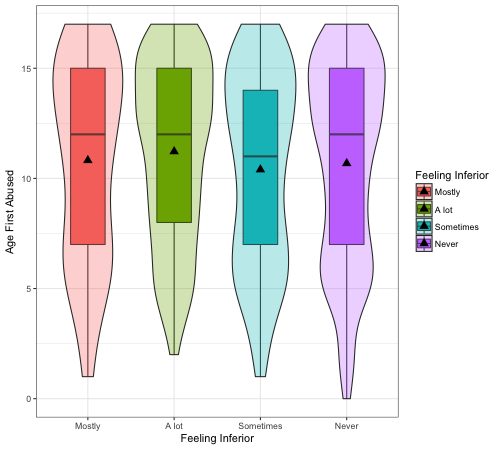 15
10
5
0
Age First Abused
Mostly
A lot
Sometimes
Never
Feeling Inferior
Feeling Inferior
Mostly
A lot
Sometimes
Never